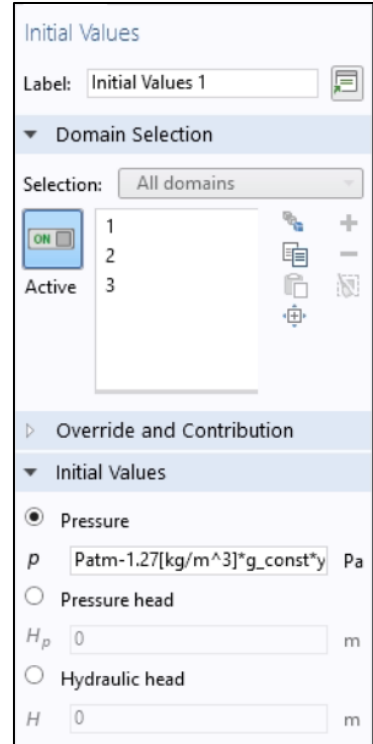 Initial Values
Label: Initial Values 1
Domain Selection
Selection: All domains
ON
1
2
Active 3
Override and Contribution
Initial Values
Pressure
p Patm-1.27[kg/m^3]*g_const*y Pa
Pressure head
Hp 0 m
Hydraulic head
H 0 m